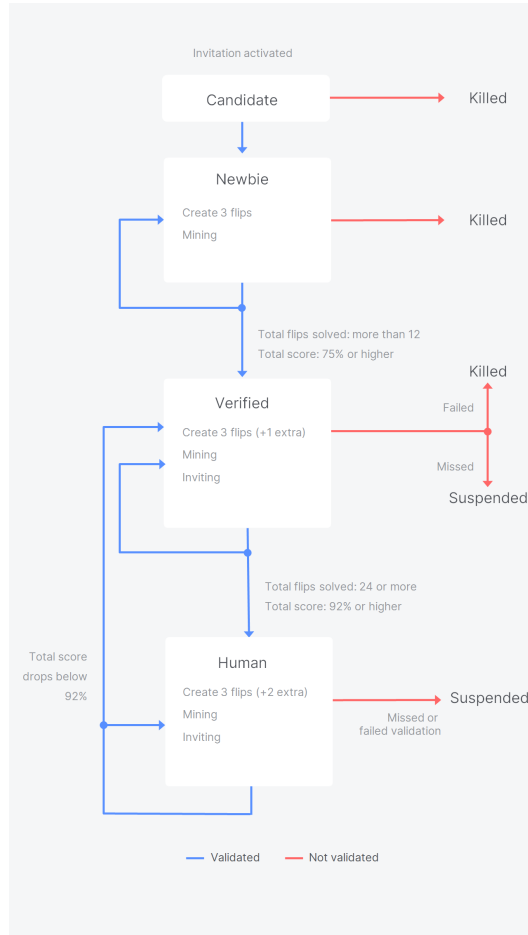 Invitation activated
Candidate
Killed
Newbie
Create 3 flips
Mining
Killed
Total flips solved: more than 12
Total score: 75% or higher
Killed
Verified
Failed
Create 3 flips (+1 extra)
Mining
Missed
Inviting
Suspended
Total flips solved: 24 or more
Total score: 92% or higher
Total score
drops below
92%
Human
Create 3 flips (+2 extra)
Mining
Inviting
Suspended
Missed or
failed validation
Validated
Not validated